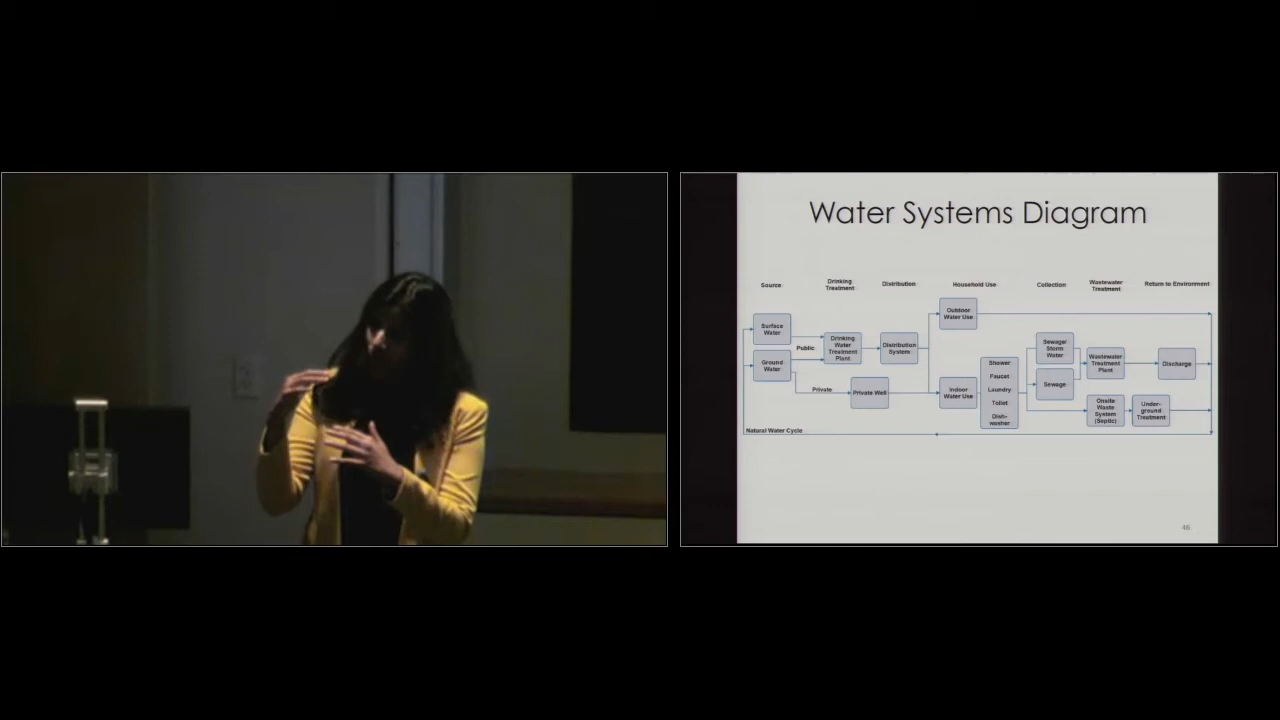 Water Systems Diagram
Source
Drinking
Treatment
Distribution
Household Use
Collection
Wastewater
Treatment
Return to Environment
Surface
Water
Ground
Water
Public
Private
Drinking
Water
Treatment
Plant
Distribution
System
Private Well
Outdoor
Water Use
Indoor
Water Use
Shower
Faucet
Laundry
Toilet
Dish-
washer
Sewage/
Storm
Water
Sewage
Wastewater
Treatment
Plant
Onsite
Waste
System
(Septic)
Under-
ground
Treatment
Discharge
Natural Water Cycle
46